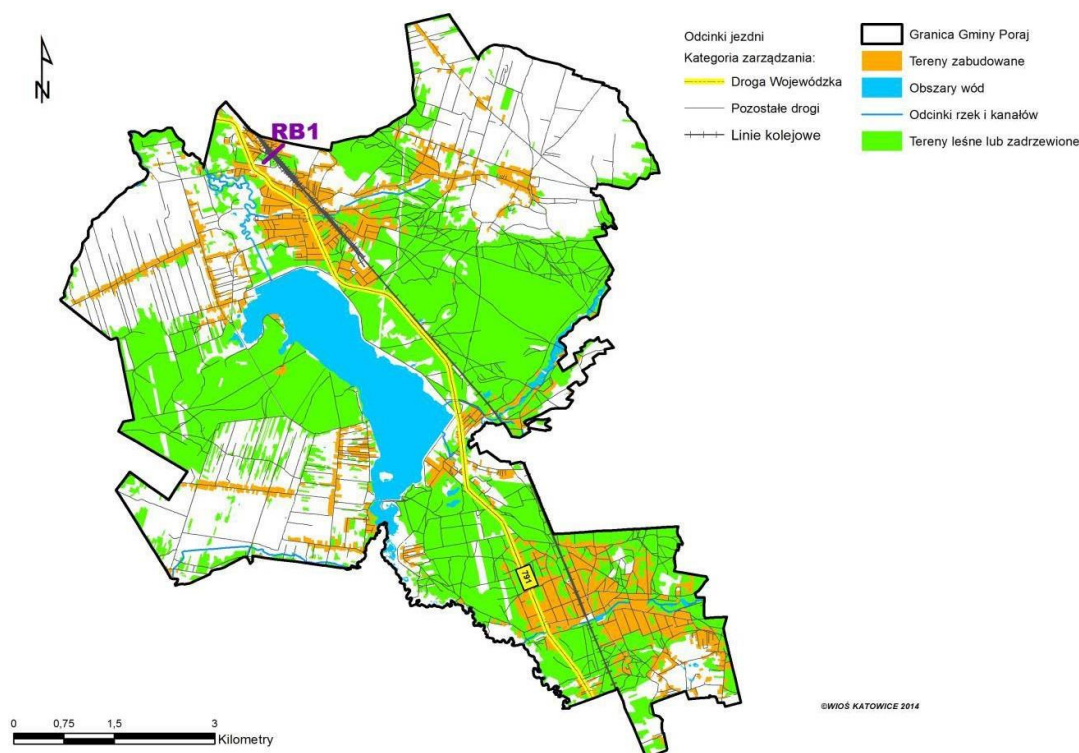 N
RB1
791
Odcinki jezdni
Kategoria zarządzania:
Droga Wojewódzka
Pozostałe drogi
Linie kolejowe
Granica Gminy Poraj
Tereny zabudowane
Obszary wód
Odcinki rzek i kanałów
Tereny leśne lub zadrzewione
0 0,75 1,5 3
Kilometry
©WIOŚ KATOWICE 2014